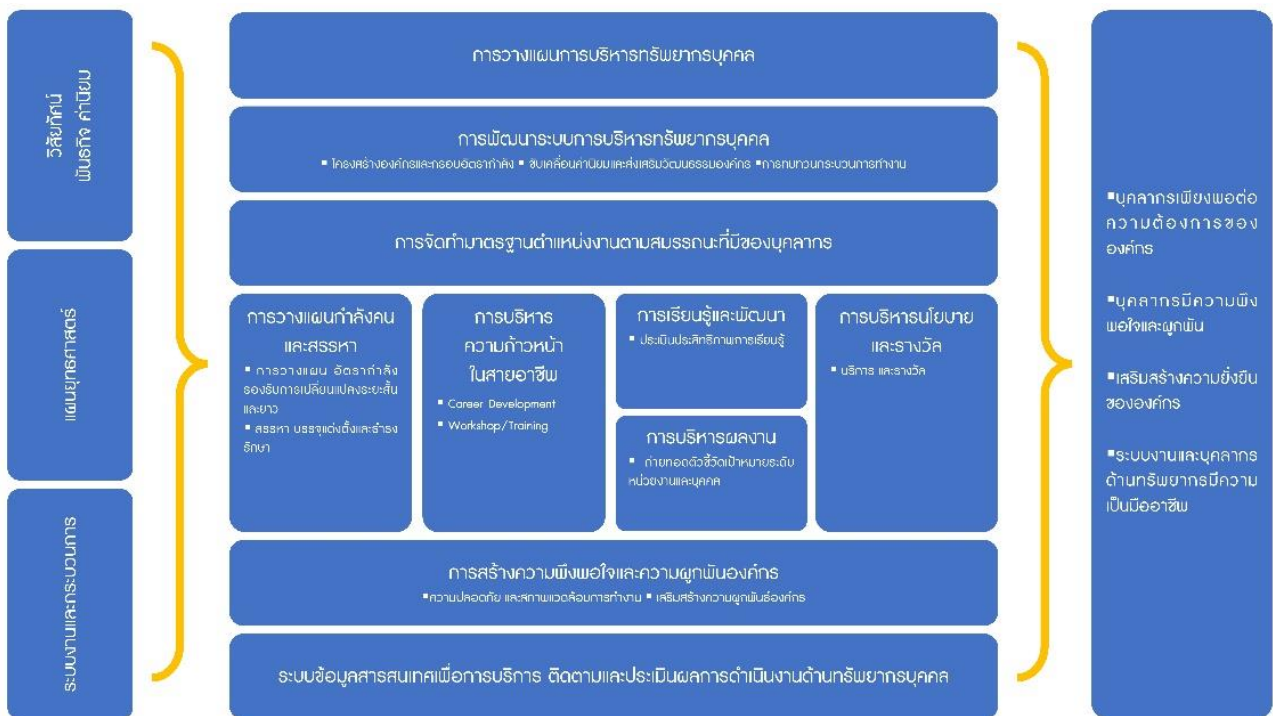 วิสัยทัศน์
พันธกิจ ค่านิยม
แผนยุทธศาสตร์
ระบบงานและกระบวนการ
การวางแผนการบริหารทรัพยากรบุคคล
การพัฒนาระบบการบริหารทรัพยากรบุคคล
▪ โครงสร้างองค์กรและกรอบอัตรากำลัง ▪ ขับเคลื่อนค่านิยมและส่งเสริมวัฒนธรรมองค์กร ▪การทบทวนกระบวนการทำงาน
การจัดทำมาตรฐานตำแหน่งงานตามสมรรถนะที่มีของบุคลากร
การวางแผนกำลังคน
และสรรหา
▪ การวางแผน อัตรากำลัง
รองรับการเปลี่ยนแปลงระยะสั้น
และยาว
▪ สรรหา บรรจุแต่งตั้งและธำรง
รักษา
การบริหาร
ความก้าวหน้า
ในสายอาชีพ
▪ Career Development
▪ Workshop/Training
การเรียนรู้และพัฒนา
▪ ประเมินประสิทธิภาพการเรียนรู้
การบริหารผลงาน
▪ ถ่ายทอดตัวชี้วัดเป้าหมายระดับ
หน่วยงานและบุคคล
การบริหารนโยบาย
และรางวัล
▪ บริการ และรางวัล
การสร้างความพึงพอใจและความผูกพันองค์กร
▪ความปลอดภัย และสภาพแวดล้อมการทำงาน ▪ เสริมสร้างความผูกพันธ์องค์กร
ระบบข้อมูลสารสนเทศเพื่อการบริการ ติดตามและประเมินผลการดำเนินงานด้านทรัพยากรบุคคล
▪บุคลากรเพียงพอต่อ
ความต้องการของ
องค์กร
▪บุคลากรมีความพึง
พอใจและผูกพัน
▪เสริมสร้างความยั่งยืน
ขององค์กร
▪ระบบงานและบุคลากร
ด้านทรัพยากรมีความ
เป็นมืออาชีพ